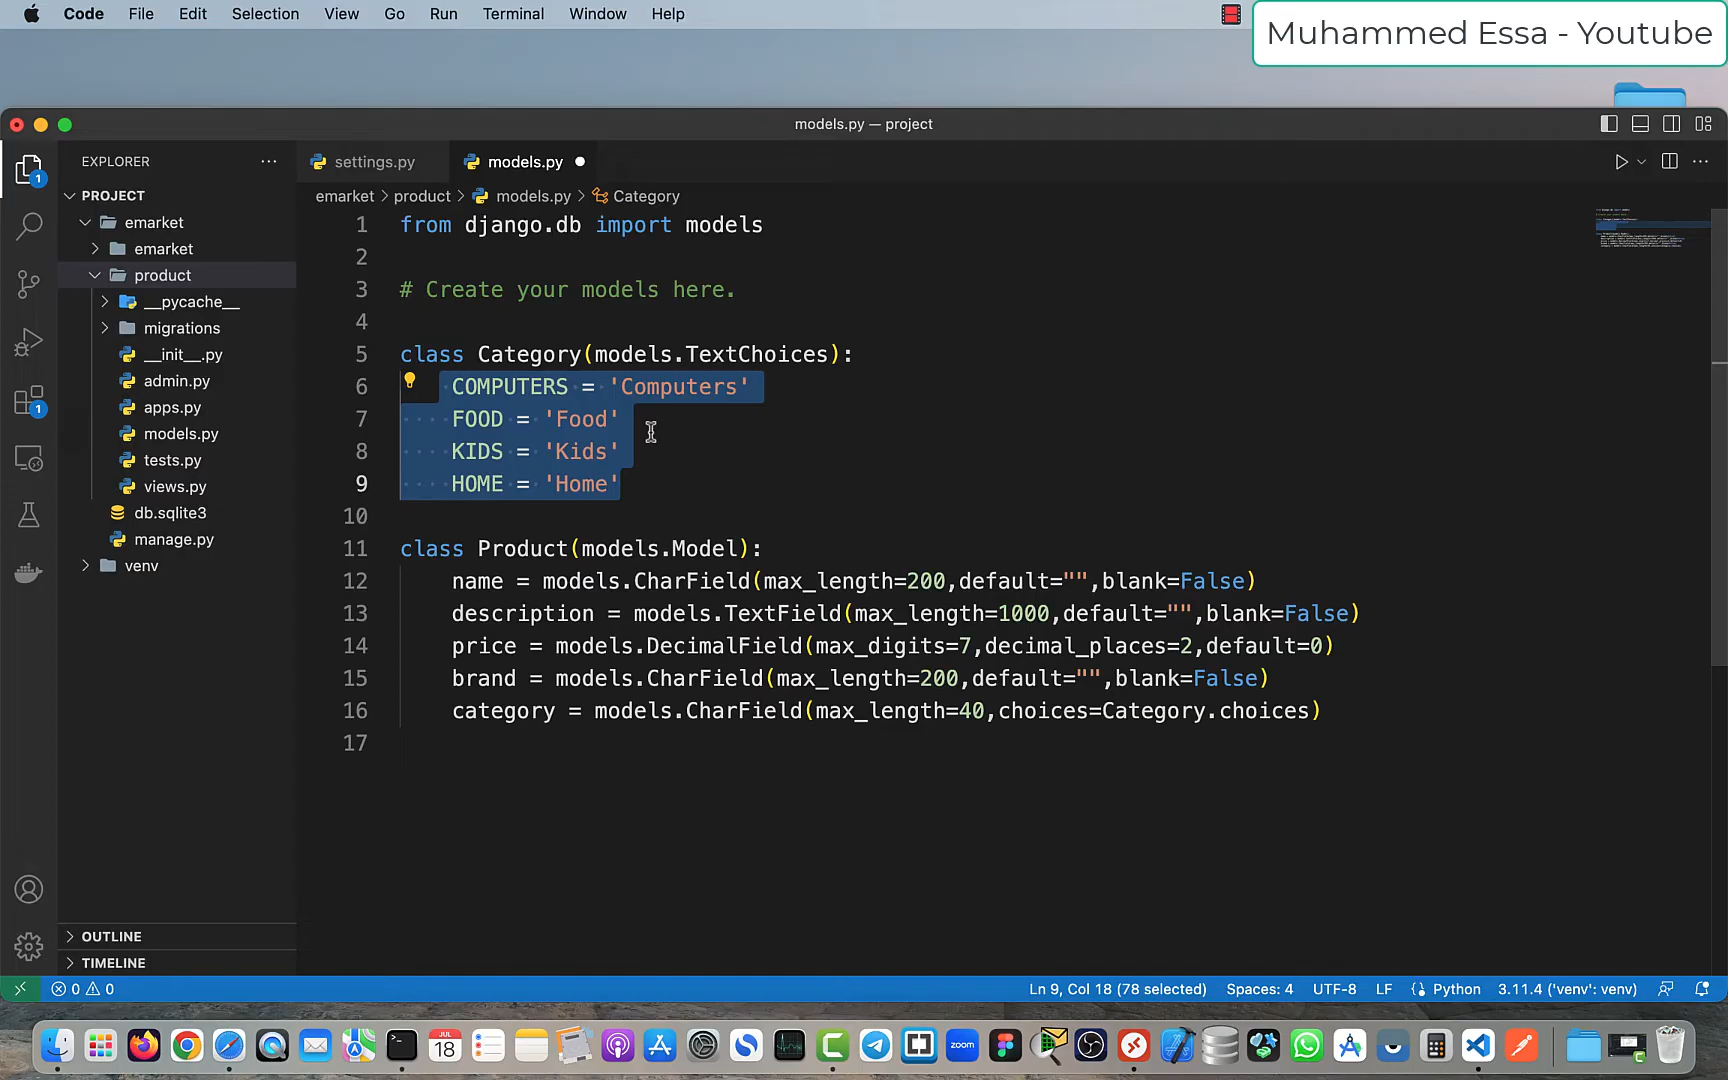 Code File Edit Selection View Go Run Terminal Window Help
Muhammed Essa - Youtube
models.py — project
EXPLORER
settings.py
models.py
PROJECT
emarket > product > models.py > Category
emarket
emarket
product
__pycache__
migrations
__init__.py
admin.py
apps.py
models.py
tests.py
views.py
db.sqlite3
manage.py
venv
OUTLINE
TIMELINE
1 from django.db import models
2
3 # Create your models here.
4
5 class Category(models.TextChoices):
6 COMPUTERS = 'Computers'
7 FOOD = 'Food'
8 KIDS = 'Kids'
9 HOME = 'Home'
10
11 class Product(models.Model):
12 name = models.CharField(max_length=200,default="",blank=False)
13 description = models.TextField(max_length=1000,default="",blank=False)
14 price = models.DecimalField(max_digits=7,decimal_places=2,default=0)
15 brand = models.CharField(max_length=200,default="",blank=False)
16 category = models.CharField(max_length=40,choices=Category.choices)
17
1
1
0 0
Ln 9, Col 18 (78 selected) Spaces: 4 UTF-8 LF Python 3.11.4 ('venv': venv)
JUL
18
zoom